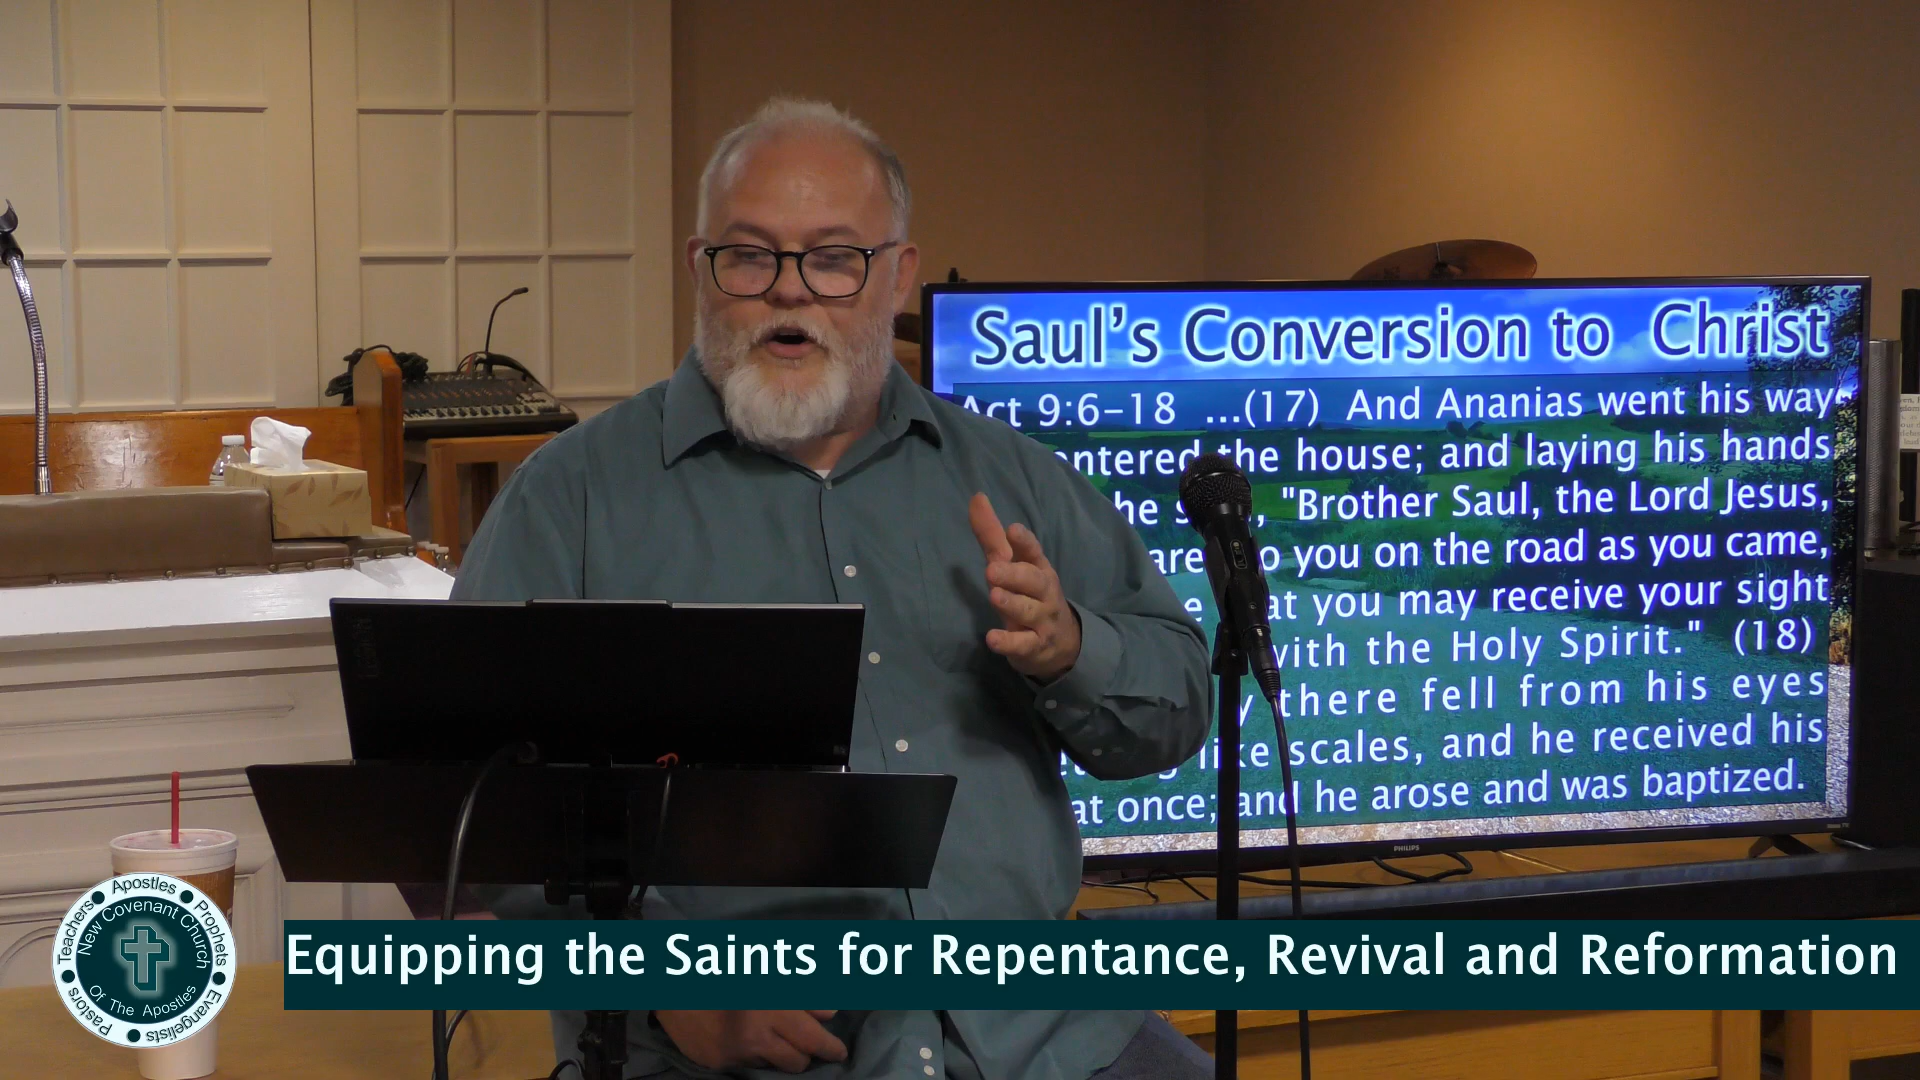 Saul's Conversion to Christ
Act 9:6-18 ...(17) And Ananias went his way
entered the house; and laying his hands
he "Brother Saul, the Lord Jesus,
you on the road as you came,
you may receive your sight
with the Holy Spirit." (18)
there fell from his eyes
like scales, and he received his
at once; and he arose and was baptized.
PHILIPS
Apostles
Prophets
Evangelists
Pastors
Teachers
New Covenant Church
Of The Apostles
Equipping the Saints for Repentance, Revival and Reformation